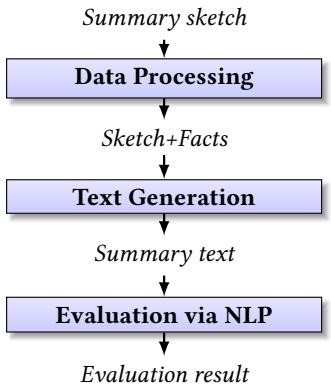 Summary sketch
Data Processing
Sketch+Facts
Text Generation
Summary text
Evaluation via NLP
Evaluation result